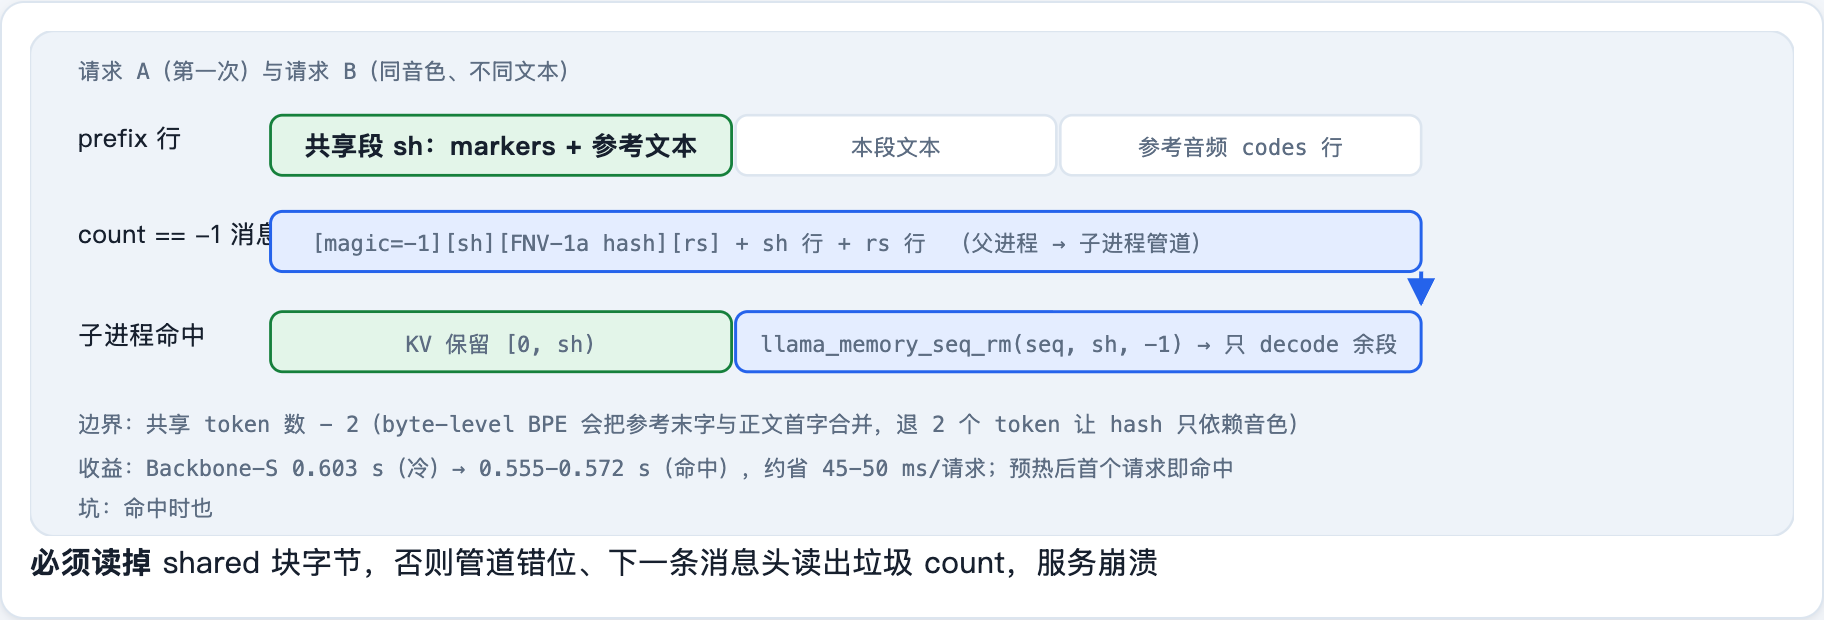 请求 A（第一次）与请求 B（同音色、不同文本）
prefix 行
共享段 sh：markers + 参考文本
本段文本
参考音频 codes 行
count == −1 消息
[magic=−1][sh][FNV−1a hash][rs] + sh 行 + rs 行 （父进程 → 子进程管道）
子进程命中
KV 保留 [0, sh)
llama_memory_seq_rm(seq, sh, −1) → 只 decode 余段
边界：共享 token 数 − 2（byte−level BPE 会把参考末字与正文首字合并，退 2 个 token 让 hash 只依赖音色）
收益：Backbone−S 0.603 s（冷）→ 0.555−0.572 s（命中），约省 45−50 ms/请求；预热后首个请求即命中
坑：命中时也
必须读掉 shared 块字节，否则管道错位、下一条消息头读出垃圾 count，服务崩溃